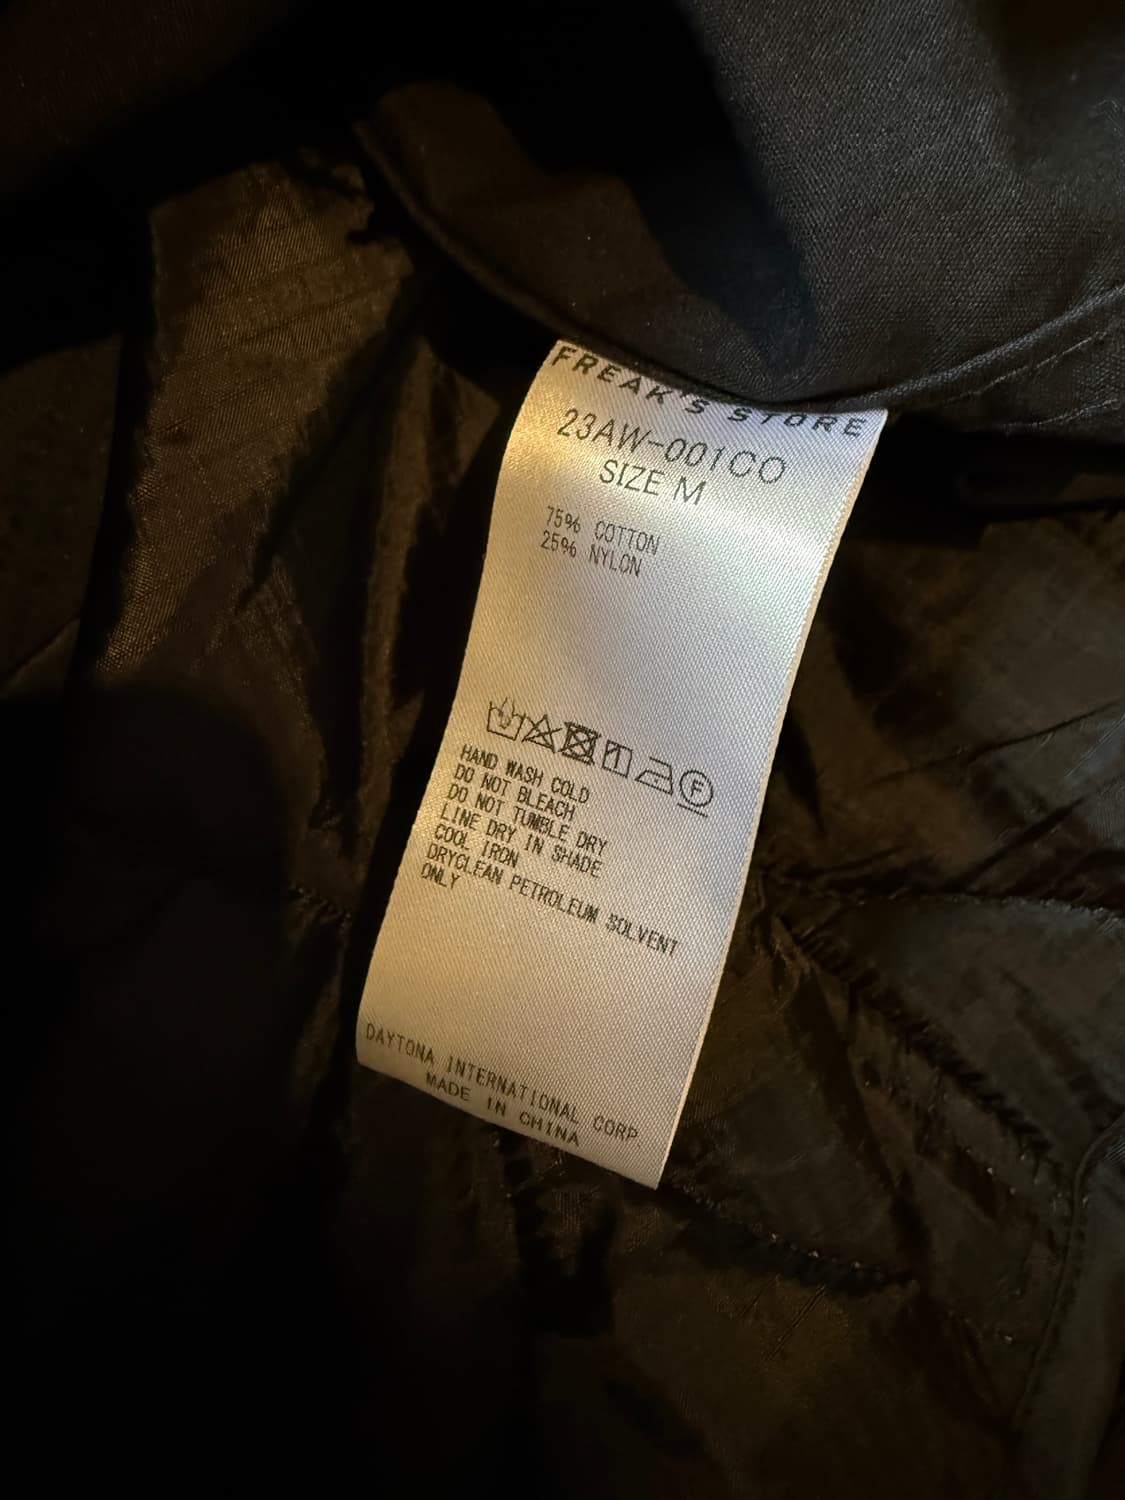 FREAK'S STORE
23AW-001CO
SIZE M
75% COTTON
25% NYLON
F
HAND WASH COLD
DO NOT BLEACH
DO NOT TUMBLE DRY
LINE DRY IN SHADE
COOL IRON
DRYCLEAN PETROLEUM SOLVENT
ONLY
DAYTONA INTERNATIONAL CORP
MADE IN CHINA